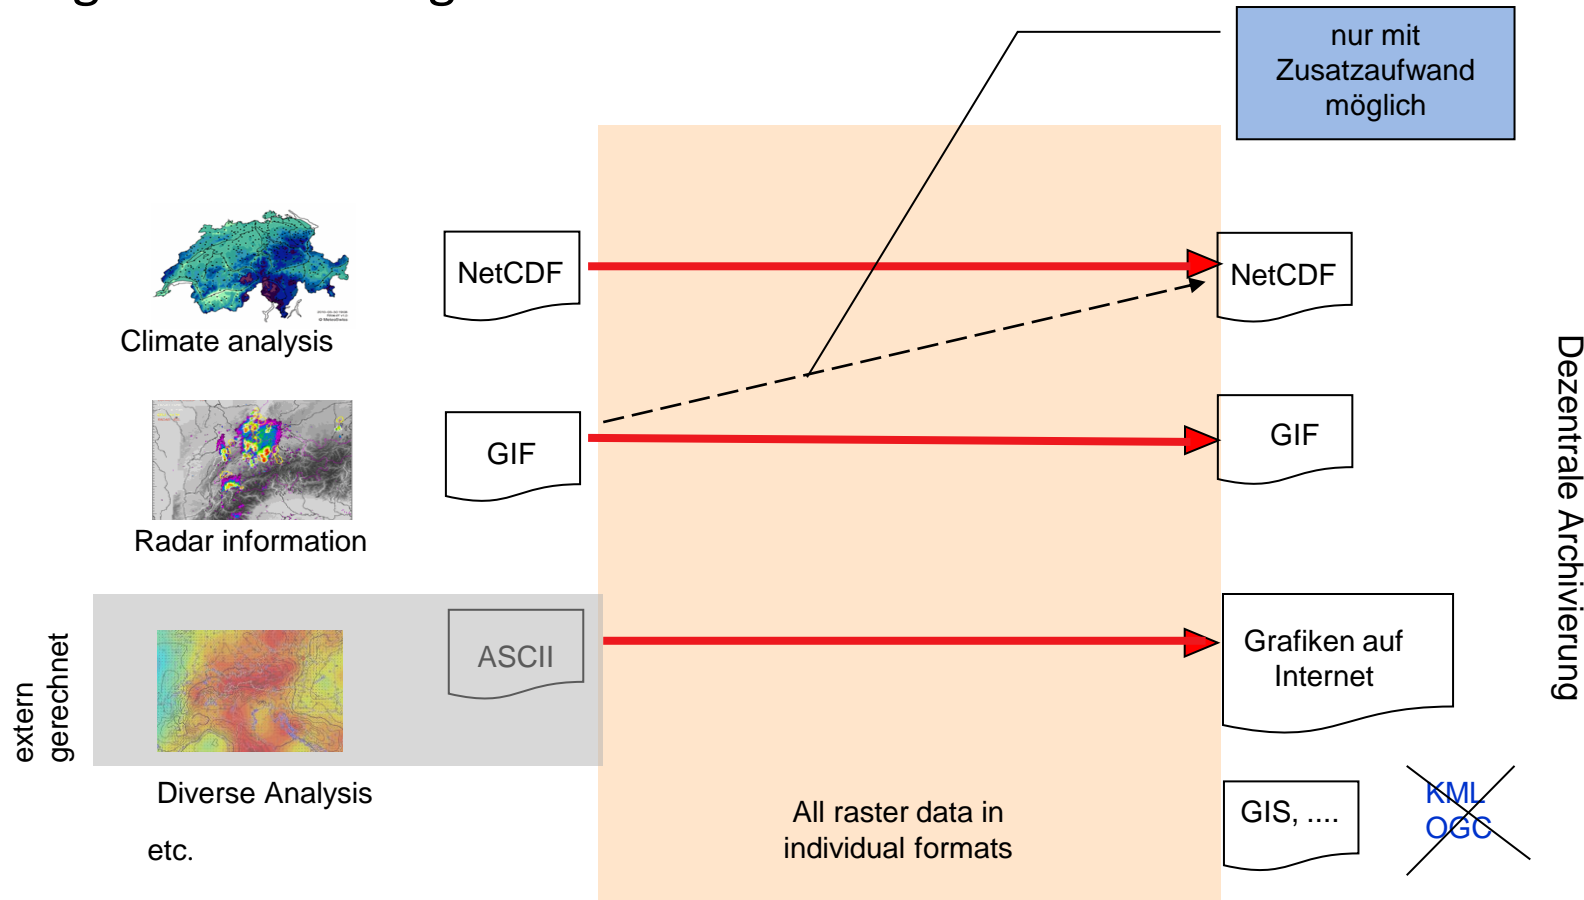 nur mit
Zusatzaufwand
möglich
NetCDF
NetCDF
Climate analysis
GIF
GIF
Radar information
Dezentrale Archivierung
extern
gerechnet
ASCII
Grafiken auf
Internet
Diverse Analysis
etc.
All raster data in
individual formats
GIS, ....
KML
OGC